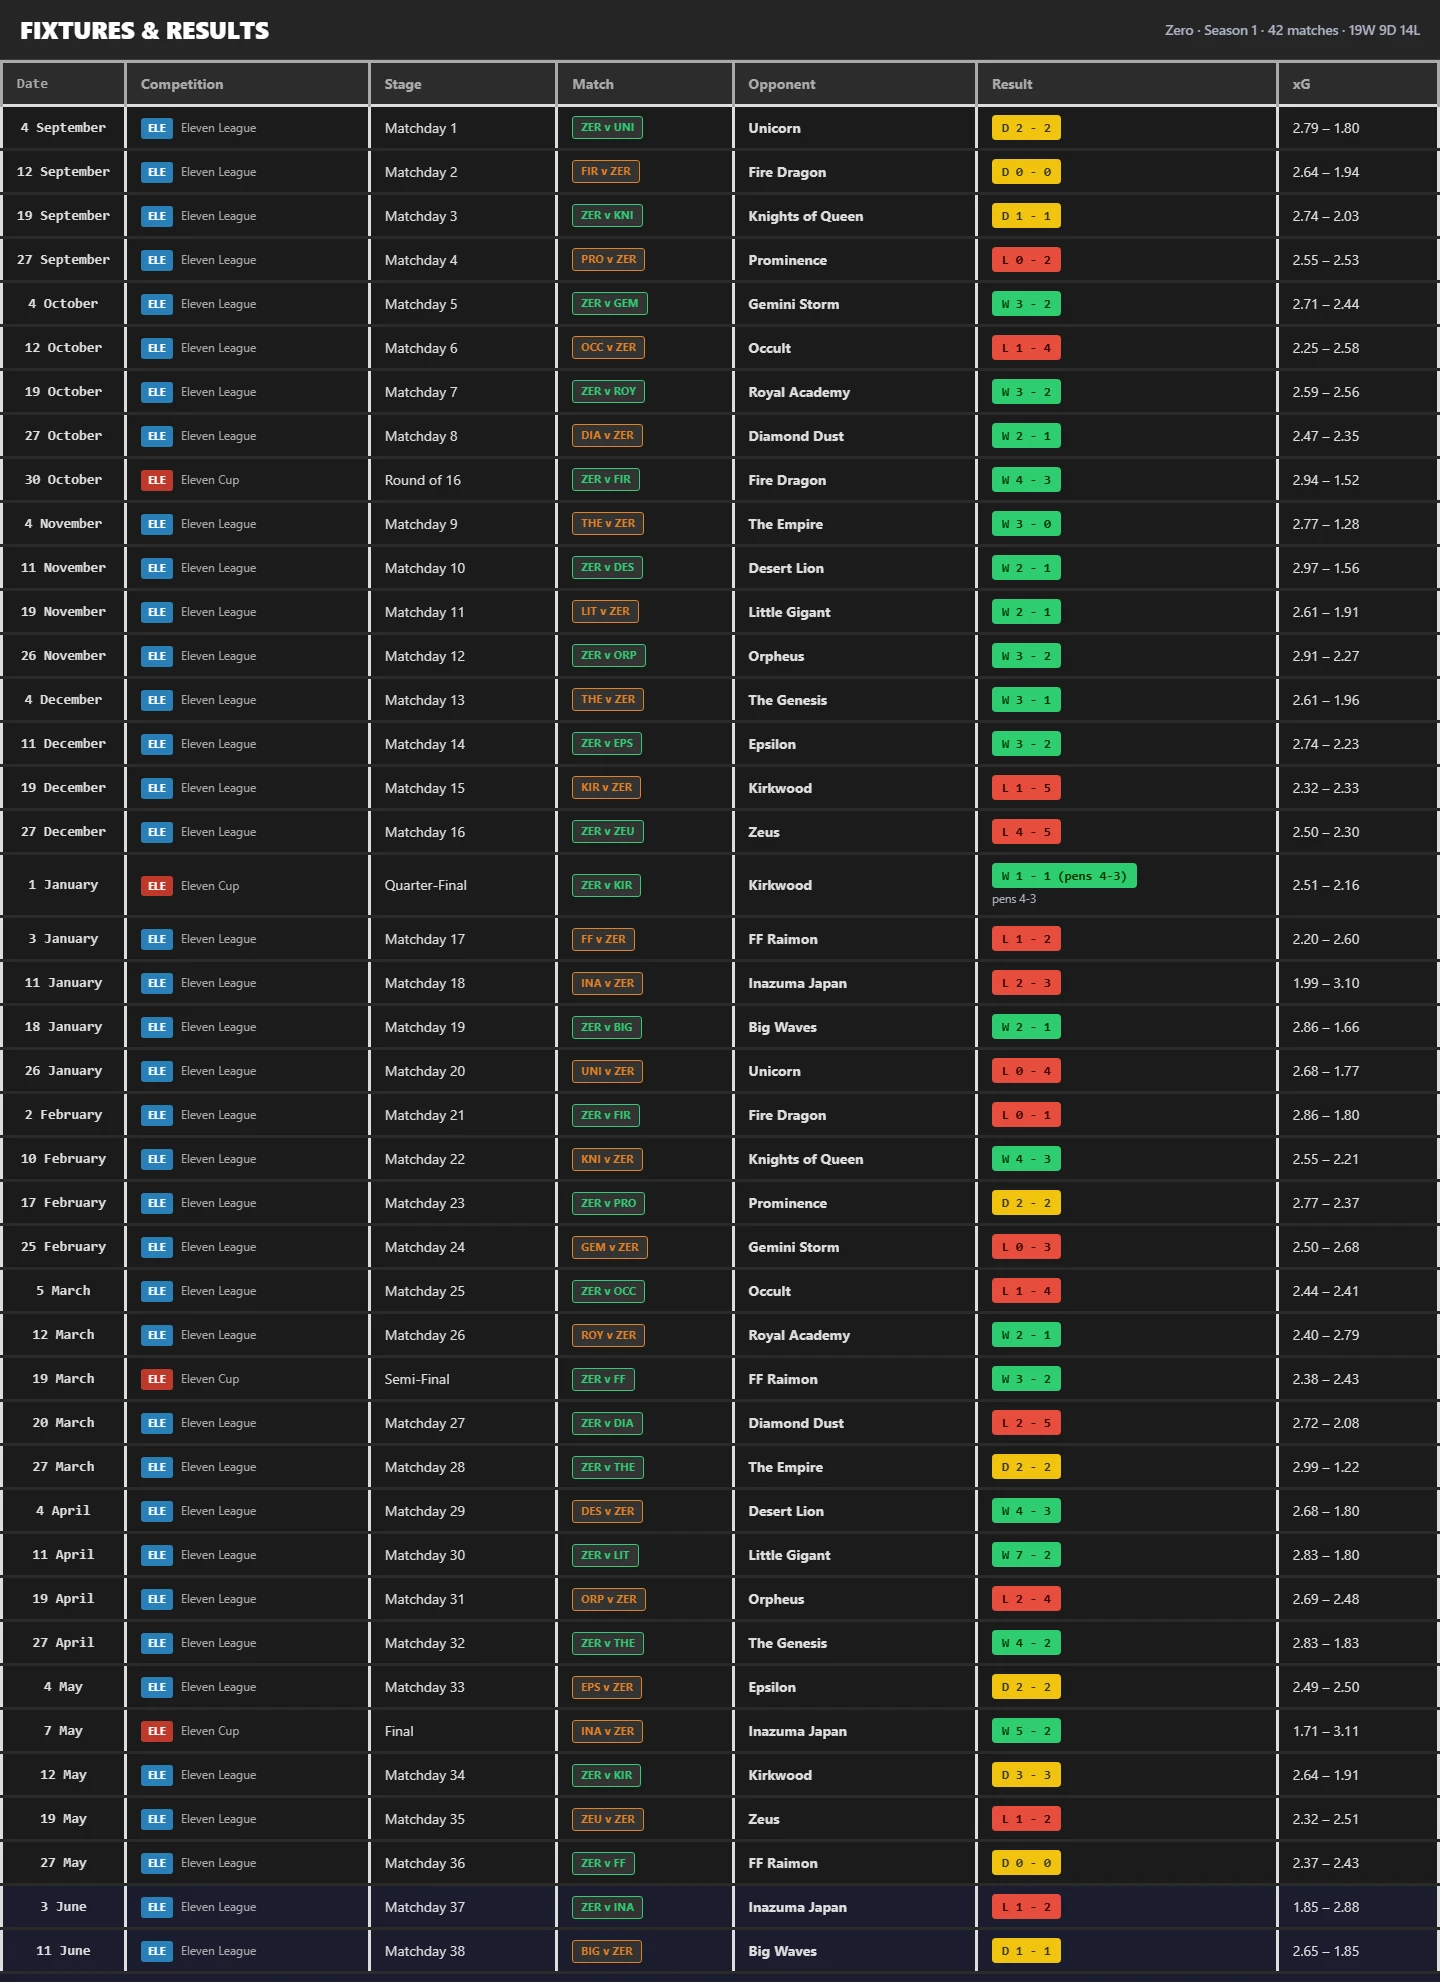 FIXTURES & RESULTS
Zero · Season 1 · 42 matches · 19W 9D 14L
Date Competition Stage Match Opponent Result xG
4 September ELE Eleven League Matchday 1 ZER v UNI Unicorn D 2 - 2 2.79 – 1.80
12 September ELE Eleven League Matchday 2 FIR v ZER Fire Dragon D 0 - 0 2.64 – 1.94
19 September ELE Eleven League Matchday 3 ZER v KNI Knights of Queen D 1 - 1 2.74 – 2.03
27 September ELE Eleven League Matchday 4 PRO v ZER Prominence L 0 - 2 2.55 – 2.53
4 October ELE Eleven League Matchday 5 ZER v GEM Gemini Storm W 3 - 2 2.71 – 2.44
12 October ELE Eleven League Matchday 6 OCC v ZER Occult L 1 - 4 2.25 – 2.58
19 October ELE Eleven League Matchday 7 ZER v ROY Royal Academy W 3 - 2 2.59 – 2.56
27 October ELE Eleven League Matchday 8 DIA v ZER Diamond Dust W 2 - 1 2.47 – 2.35
30 October ELE Eleven Cup Round of 16 ZER v FIR Fire Dragon W 4 - 3 2.94 – 1.52
4 November ELE Eleven League Matchday 9 THE v ZER The Empire W 3 - 0 2.77 – 1.28
11 November ELE Eleven League Matchday 10 ZER v DES Desert Lion W 2 - 1 2.97 – 1.56
19 November ELE Eleven League Matchday 11 LIT v ZER Little Gigant W 2 - 1 2.61 – 1.91
26 November ELE Eleven League Matchday 12 ZER v ORP Orpheus W 3 - 2 2.91 – 2.27
4 December ELE Eleven League Matchday 13 THE v ZER The Genesis W 3 - 1 2.61 – 1.96
11 December ELE Eleven League Matchday 14 ZER v EPS Epsilon W 3 - 2 2.74 – 2.23
19 December ELE Eleven League Matchday 15 KIR v ZER Kirkwood L 1 - 5 2.32 – 2.33
27 December ELE Eleven League Matchday 16 ZER v ZEU Zeus L 4 - 5 2.50 – 2.30
1 January ELE Eleven Cup Quarter-Final ZER v KIR Kirkwood W 1 - 1 (pens 4-3) 2.51 – 2.16
pens 4-3
3 January ELE Eleven League Matchday 17 FF v ZER FF Raimon L 1 - 2 2.20 – 2.60
11 January ELE Eleven League Matchday 18 INA v ZER Inazuma Japan L 2 - 3 1.99 – 3.10
18 January ELE Eleven League Matchday 19 ZER v BIG Big Waves W 2 - 1 2.86 – 1.66
26 January ELE Eleven League Matchday 20 UNI v ZER Unicorn L 0 - 4 2.68 – 1.77
2 February ELE Eleven League Matchday 21 ZER v FIR Fire Dragon L 0 - 1 2.86 – 1.80
10 February ELE Eleven League Matchday 22 KNI v ZER Knights of Queen W 4 - 3 2.55 – 2.21
17 February ELE Eleven League Matchday 23 ZER v PRO Prominence D 2 - 2 2.77 – 2.37
25 February ELE Eleven League Matchday 24 GEM v ZER Gemini Storm L 0 - 3 2.50 – 2.68
5 March ELE Eleven League Matchday 25 ZER v OCC Occult L 1 - 4 2.44 – 2.41
12 March ELE Eleven League Matchday 26 ROY v ZER Royal Academy W 2 - 1 2.40 – 2.79
19 March ELE Eleven Cup Semi-Final ZER v FF FF Raimon W 3 - 2 2.38 – 2.43
20 March ELE Eleven League Matchday 27 ZER v DIA Diamond Dust L 2 - 5 2.72 – 2.08
27 March ELE Eleven League Matchday 28 ZER v THE The Empire D 2 - 2 2.99 – 1.22
4 April ELE Eleven League Matchday 29 DES v ZER Desert Lion W 4 - 3 2.68 – 1.80
11 April ELE Eleven League Matchday 30 ZER v LIT Little Gigant W 7 - 2 2.83 – 1.80
19 April ELE Eleven League Matchday 31 ORP v ZER Orpheus L 2 - 4 2.69 – 2.48
27 April ELE Eleven League Matchday 32 ZER v THE The Genesis W 4 - 2 2.83 – 1.83
4 May ELE Eleven League Matchday 33 EPS v ZER Epsilon D 2 - 2 2.49 – 2.50
7 May ELE Eleven Cup Final INA v ZER Inazuma Japan W 5 - 2 1.71 – 3.11
12 May ELE Eleven League Matchday 34 ZER v KIR Kirkwood D 3 - 3 2.64 – 1.91
19 May ELE Eleven League Matchday 35 ZEU v ZER Zeus L 1 - 2 2.32 – 2.51
27 May ELE Eleven League Matchday 36 ZER v FF FF Raimon D 0 - 0 2.37 – 2.43
3 June ELE Eleven League Matchday 37 ZER v INA Inazuma Japan L 1 - 2 1.85 – 2.88
11 June ELE Eleven League Matchday 38 BIG v ZER Big Waves D 1 - 1 2.65 – 1.85